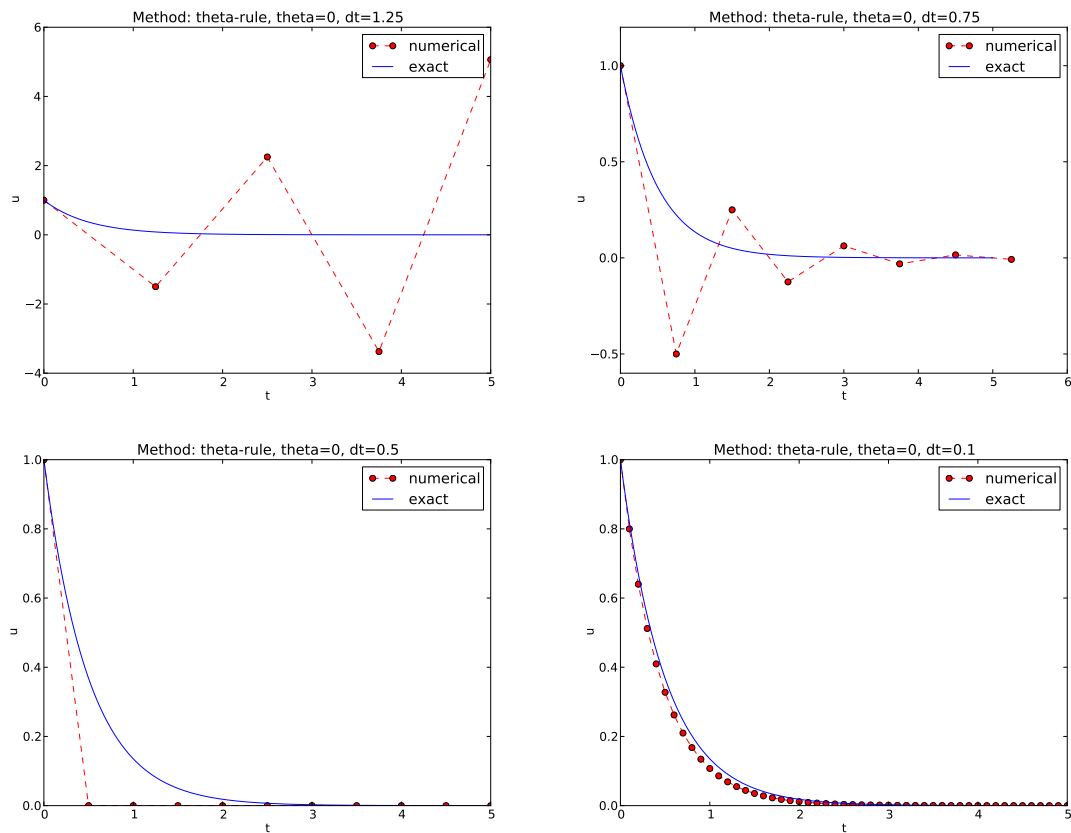 Method: theta-rule, theta=0, dt=1.25
6
4
2
0
−2
−4
u
numerical
exact
0 1 2 3 4 5
t
Method: theta-rule, theta=0, dt=0.75
1.0
0.5
0.0
−0.5
u
numerical
exact
0 1 2 3 4 5 6
t
Method: theta-rule, theta=0, dt=0.5
1.0
0.8
0.6
0.4
0.2
0.0
u
numerical
exact
0 1 2 3 4 5
t
Method: theta-rule, theta=0, dt=0.1
1.0
0.8
0.6
0.4
0.2
0.0
u
numerical
exact
0 1 2 3 4 5
t